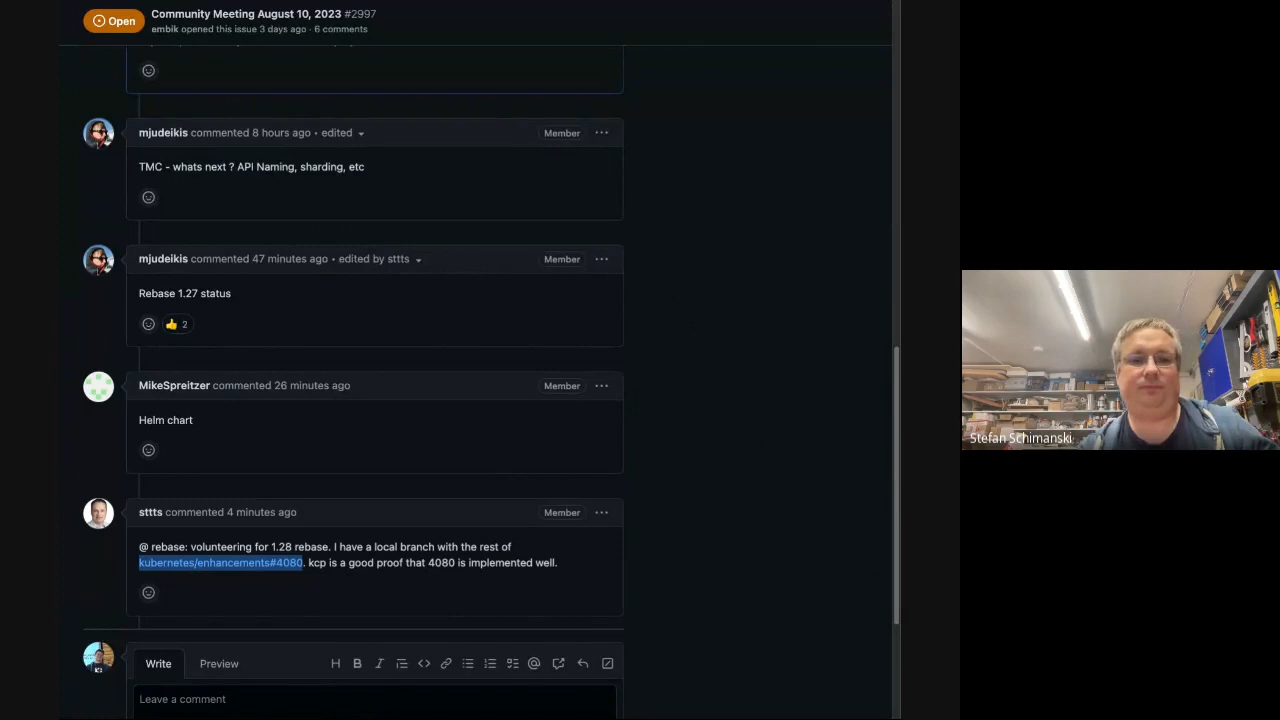 Open
Community Meeting August 10, 2023 #2997
embik opened this issue 3 days ago · 6 comments
mjudeikis commented 8 hours ago • edited
Member
TMC - whats next ? API Naming, sharding, etc
mjudeikis commented 47 minutes ago • edited by sttts
Member
Rebase 1.27 status
👍 2
MikeSpreitzer commented 26 minutes ago
Member
Helm chart
sttts commented 4 minutes ago
Member
@ rebase: volunteering for 1.28 rebase. I have a local branch with the rest of
kubernetes/enhancements#4080. kcp is a good proof that 4080 is implemented well.
Write
Preview
Leave a comment
Stefan Schimanski